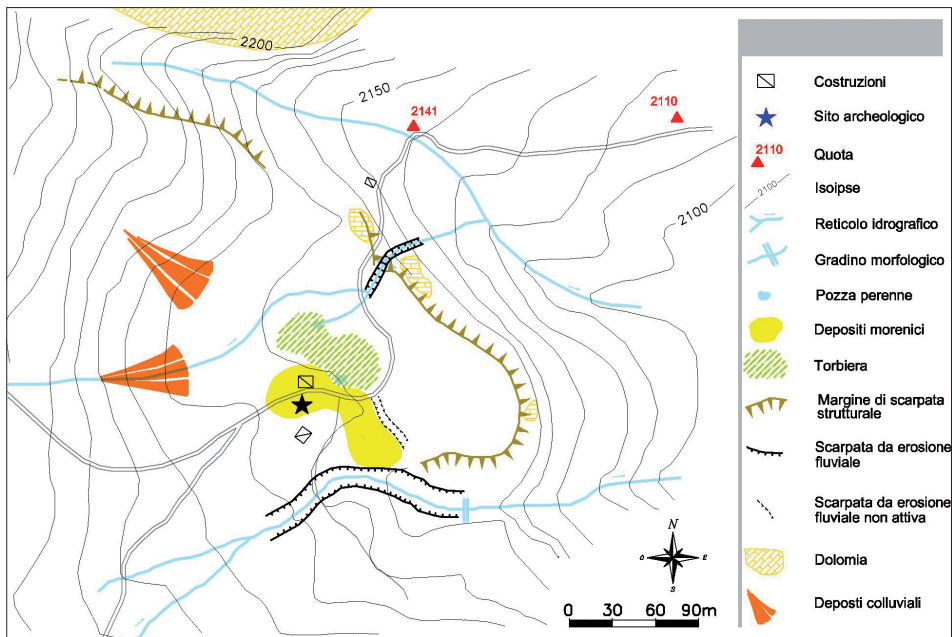 2200
2150
2141
2110
2100
N
O
E
S
0 30 60 90m
Costruzioni
Sito archeologico
2110
Quota
2100
Isoipse
Reticolo idrografico
Gradino morfologico
Pozza perenne
Depositi morenici
Torbiera
Margine di scarpata
strutturale
Scarpata da erosione
fluviale
Scarpata da erosione
fluviale non attiva
Dolomia
Deposti colluviali